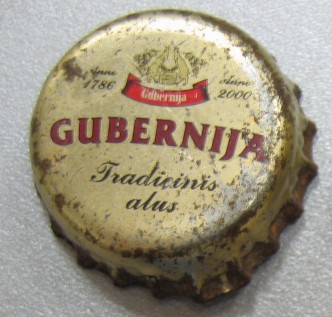 Anno 1786
Anno 2000
Gubernija
GUBERNIJA
Tradicinis
alus